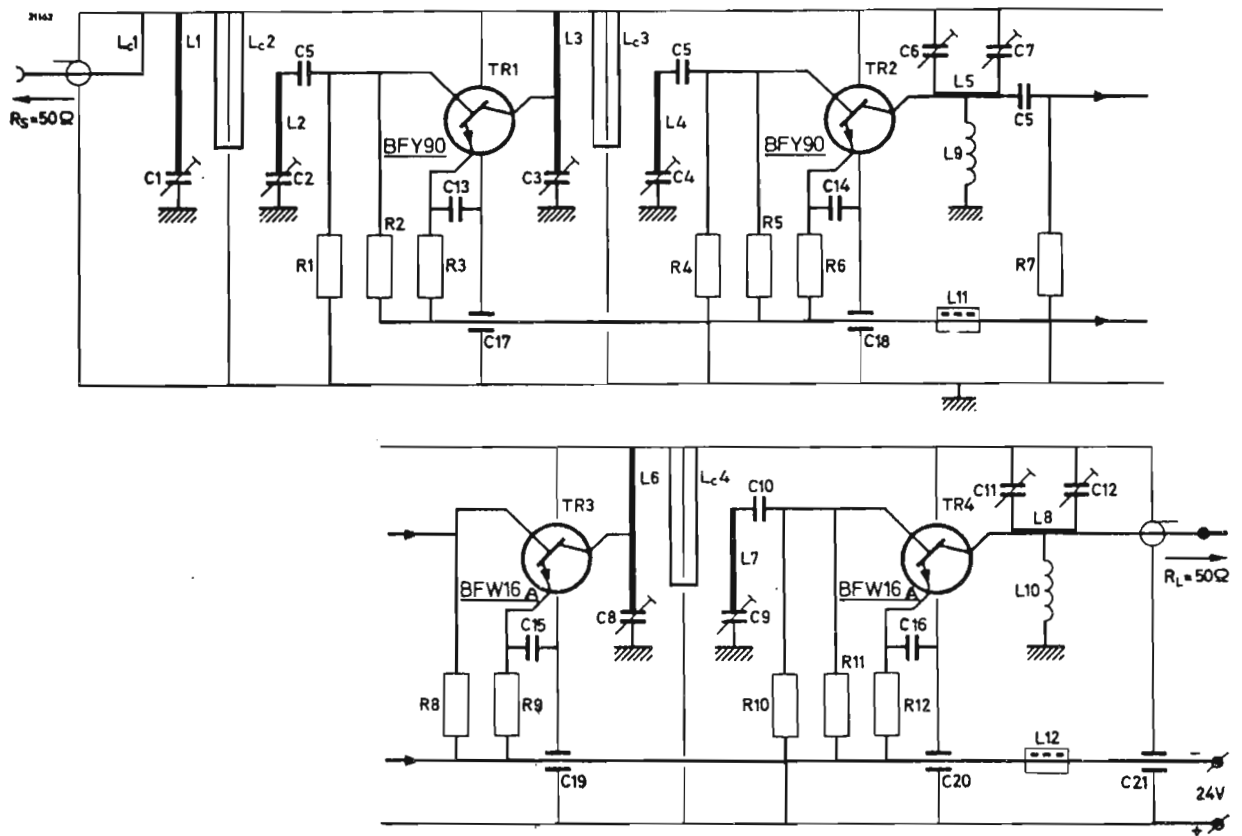 Lc1
L1
Lc2
L3
Lc3
C6
C7
C5
TR1
C5
TR2
L5
C5
RS=50Ω
L2
BFY90
L4
BFY90
L9
C1
C2
C13
C3
C4
C14
R1
R2
R3
R4
R5
R6
R7
L11
C17
C18
L6
Lc4
C10
C11
C12
TR3
TR4
L8
BFW16A
L7
BFW16A
L10
RL=50Ω
C15
C8
C9
C16
R8
R9
R10
R11
R12
L12
C19
C20
C21
-
24V
+